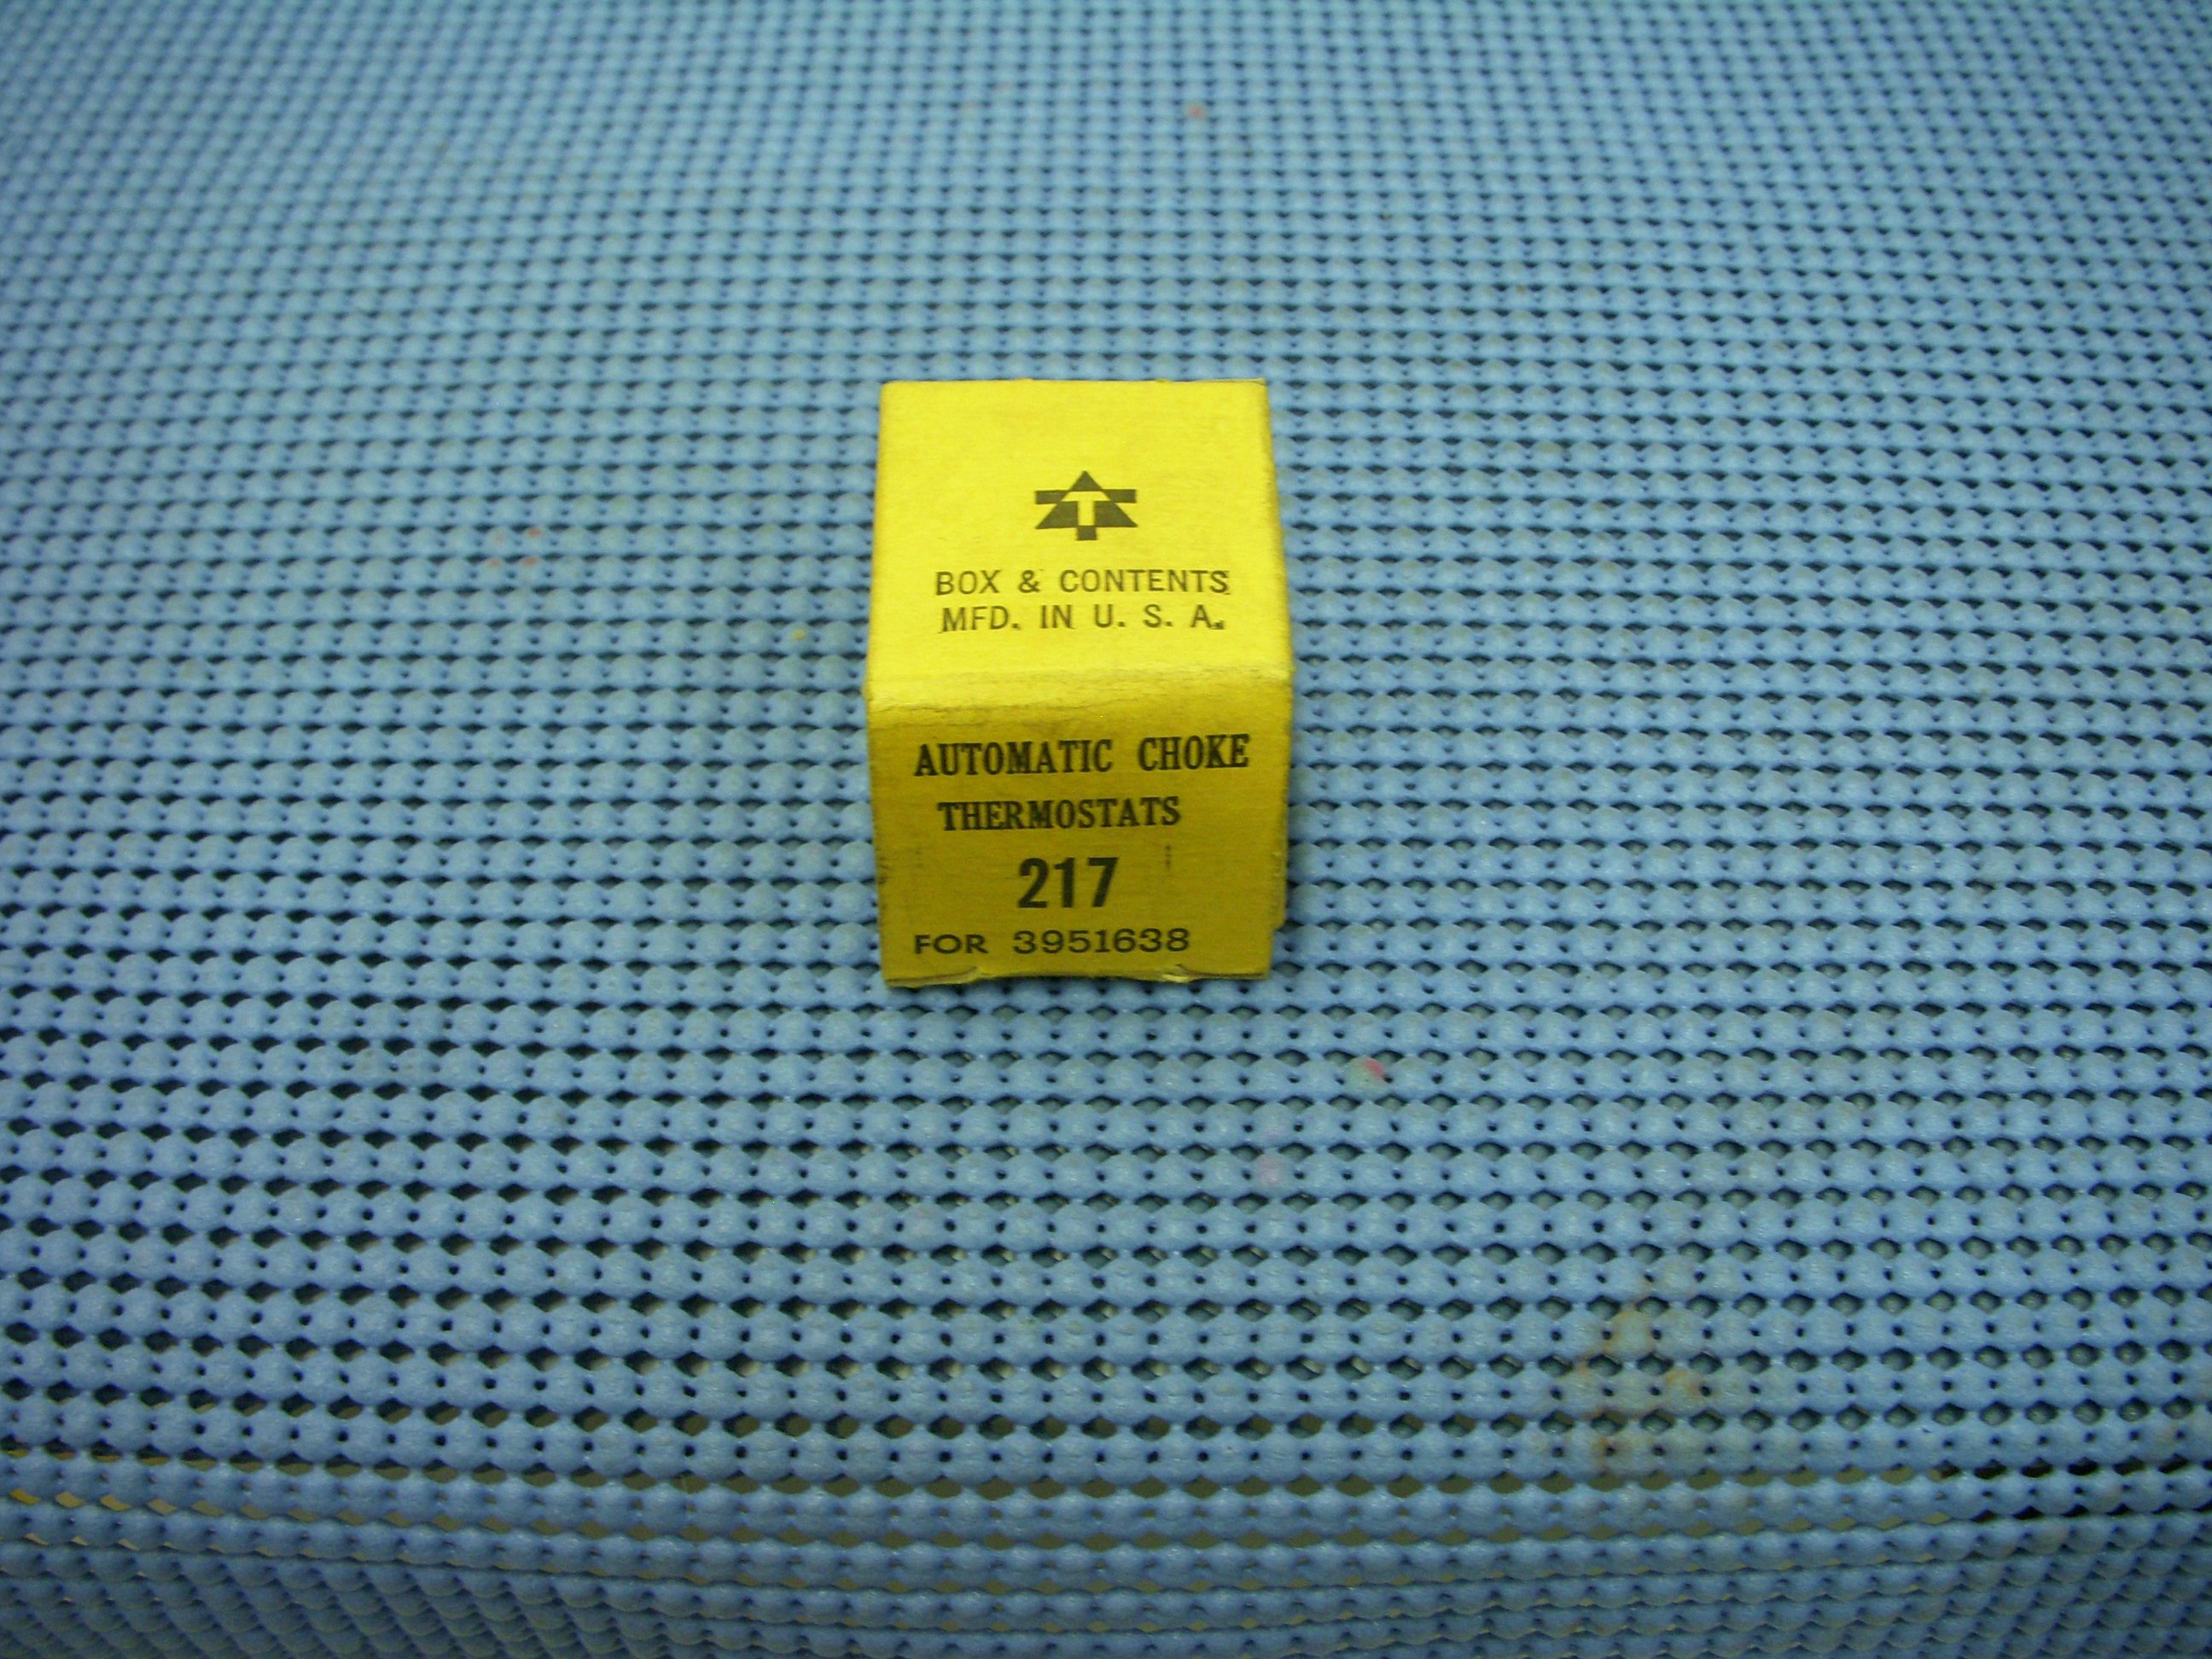 T
BOX & CONTENTS
MFD. IN U. S. A.
AUTOMATIC CHOKE
THERMOSTATS
217
FOR 3951638